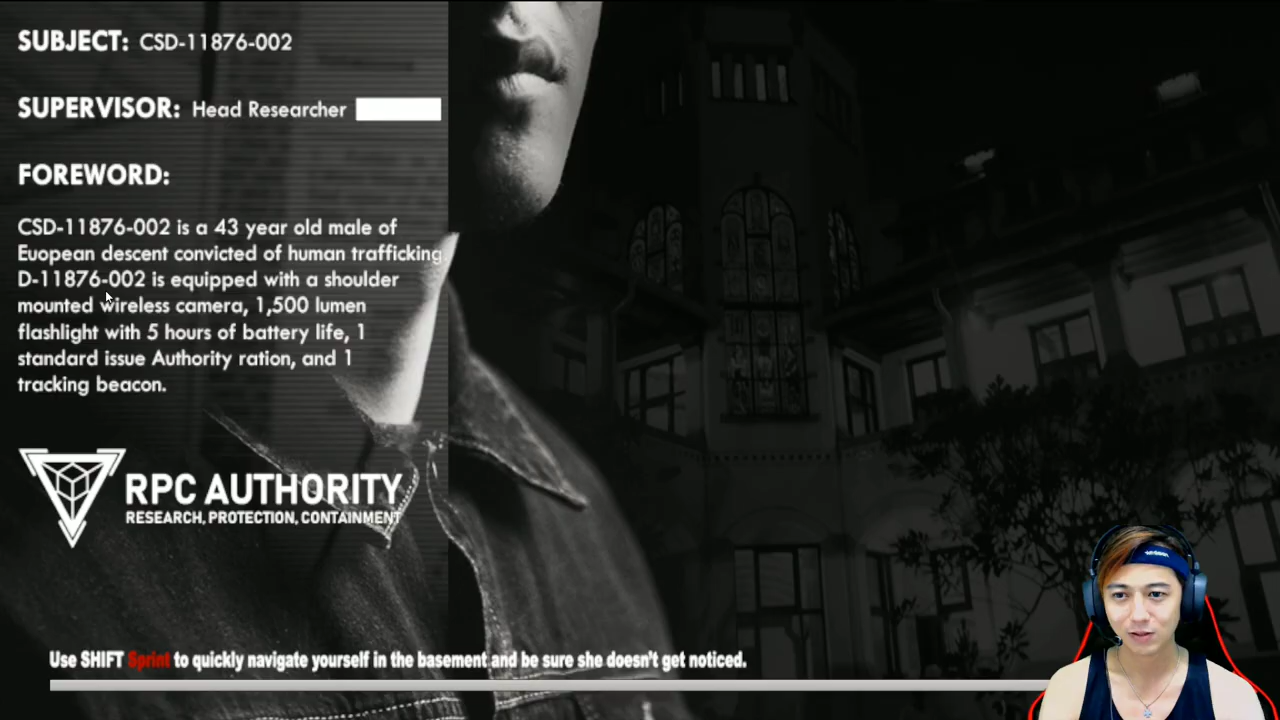 SUBJECT: CSD-11876-002
SUPERVISOR: Head Researcher
FOREWORD:
CSD-11876-002 is a 43 year old male of
Euopean descent convicted of human trafficking
D-11876-002 is equipped with a shoulder
mounted wireless camera, 1,500 lumen
flashlight with 5 hours of battery life, 1
standard issue Authority ration, and 1
tracking beacon.
RPC AUTHORITY
RESEARCH, PROTECTION, CONTAINMENT
Use SHIFT Sprint to quickly navigate yourself in the basement and be sure she doesn't get noticed.